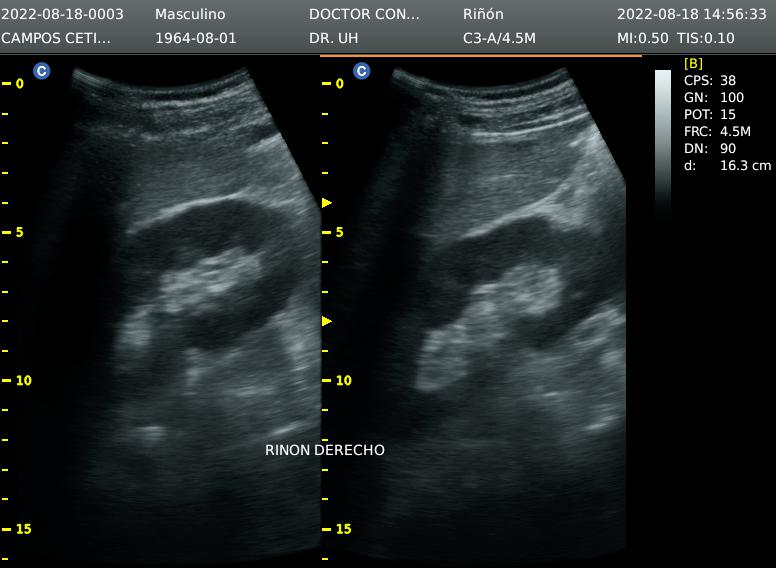 2022-08-18-0003 Masculino DOCTOR CON... Riñón 2022-08-18 14:56:33
CAMPOS CETI... 1964-08-01 DR. UH C3-A/4.5M MI:0.50 TIS:0.10
C C
[B]
CPS: 38
GN: 100
POT: 15
FRC: 4.5M
DN: 90
d: 16.3 cm
0 0
5 5
10 10
RINON DERECHO
15 15